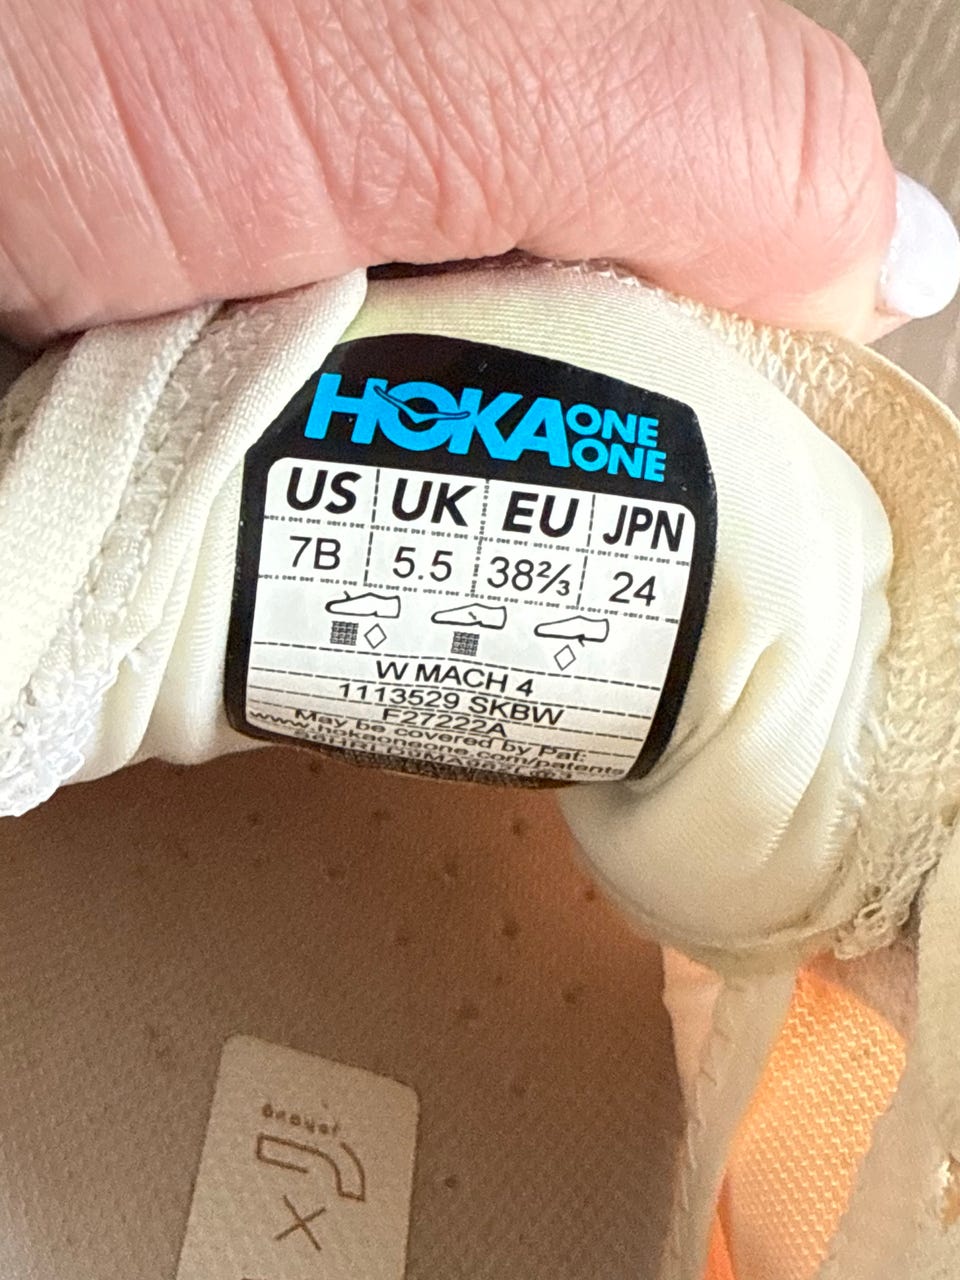 HOKA ONE ONE
US UK EU JPN
7B 5.5 38⅔ 24
W MACH 4
1113529 SKBW
F27222A
May be covered by Pat:
www.hokaoneone.com/patents